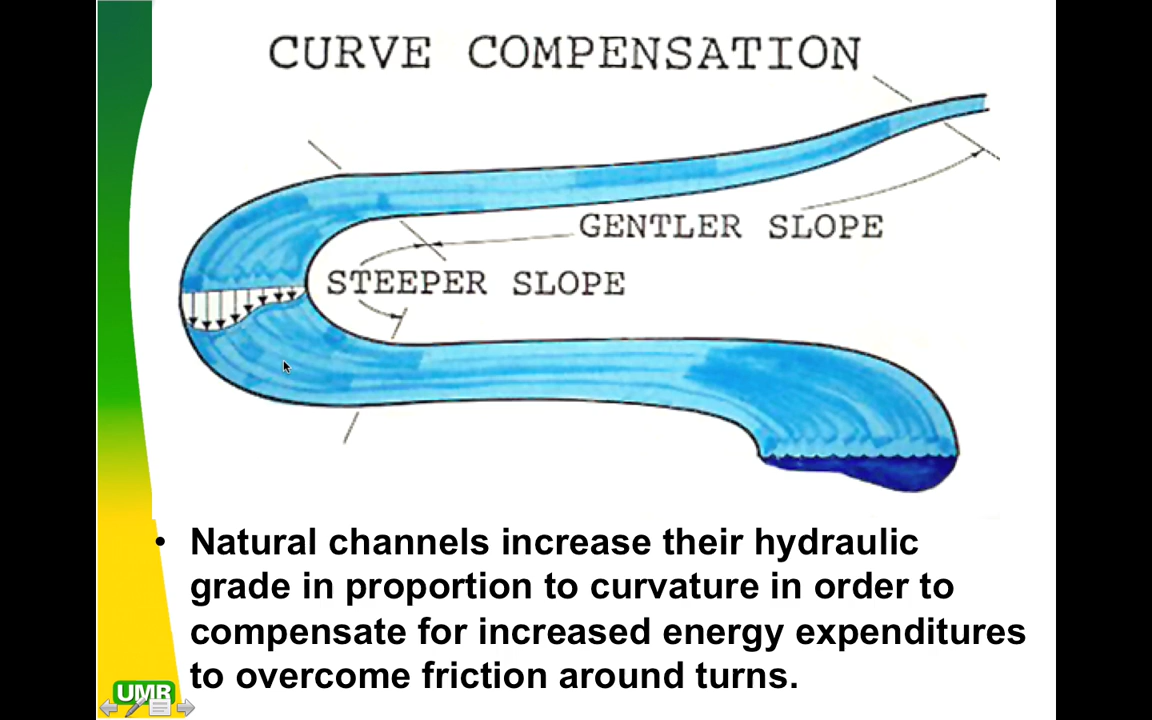 CURVE COMPENSATION
GENTLER SLOPE
STEEPER SLOPE
• Natural channels increase their hydraulic
grade in proportion to curvature in order to
compensate for increased energy expenditures
to overcome friction around turns.
UMR